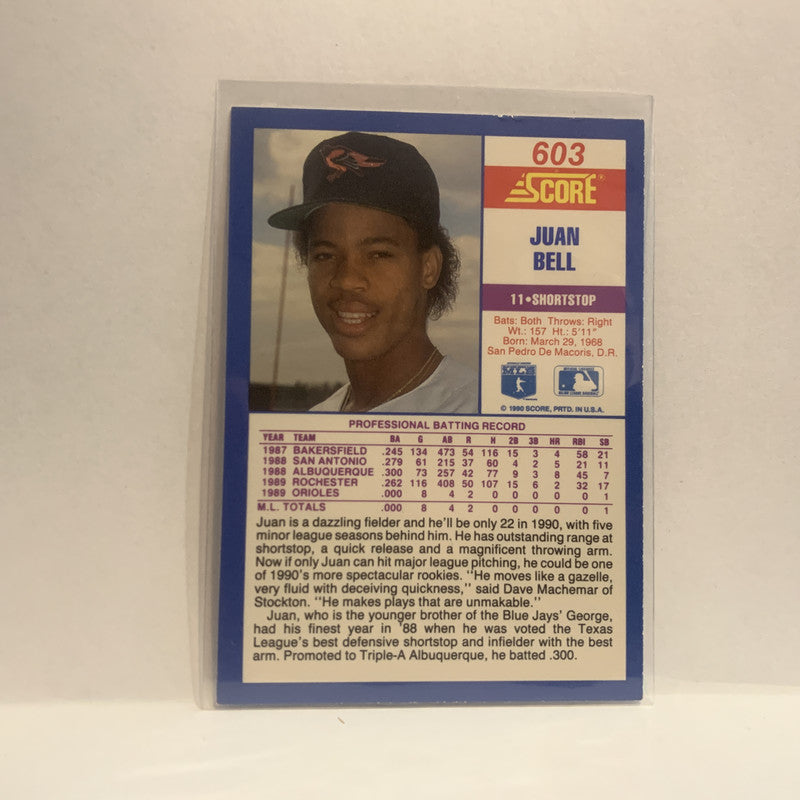 603
SCORE®
JUAN
BELL
11•SHORTSTOP
Bats: Both Throws: Right
Wt.: 157 Ht.: 5'11"
Born: March 29, 1968
San Pedro De Macoris, D.R.
© 1990 SCORE, PRTD. IN U.S.A.
PROFESSIONAL BATTING RECORD
YEAR TEAM BA G AB R H 2B 3B HR RBI SB
1987 BAKERSFIELD .245 134 473 54 116 15 3 4 58 21
1988 SAN ANTONIO .279 61 215 37 60 4 2 5 21 11
1988 ALBUQUERQUE .300 73 257 42 77 9 3 8 45 7
1989 ROCHESTER .262 116 408 50 107 15 6 2 32 17
1989 ORIOLES .000 8 4 2 0 0 0 0 0 1
M.L. TOTALS .000 8 4 2 0 0 0 0 0 1
Juan is a dazzling fielder and he'll be only 22 in 1990, with five
minor league seasons behind him. He has outstanding range at
shortstop, a quick release and a magnificent throwing arm.
Now if only Juan can hit major league pitching, he could be one
of 1990's more spectacular rookies. "He moves like a gazelle,
very fluid with deceiving quickness," said Dave Machemar of
Stockton. "He makes plays that are unmakable."
Juan, who is the younger brother of the Blue Jays' George,
had his finest year in '88 when he was voted the Texas
League's best defensive shortstop and infielder with the best
arm. Promoted to Triple-A Albuquerque, he batted .300.